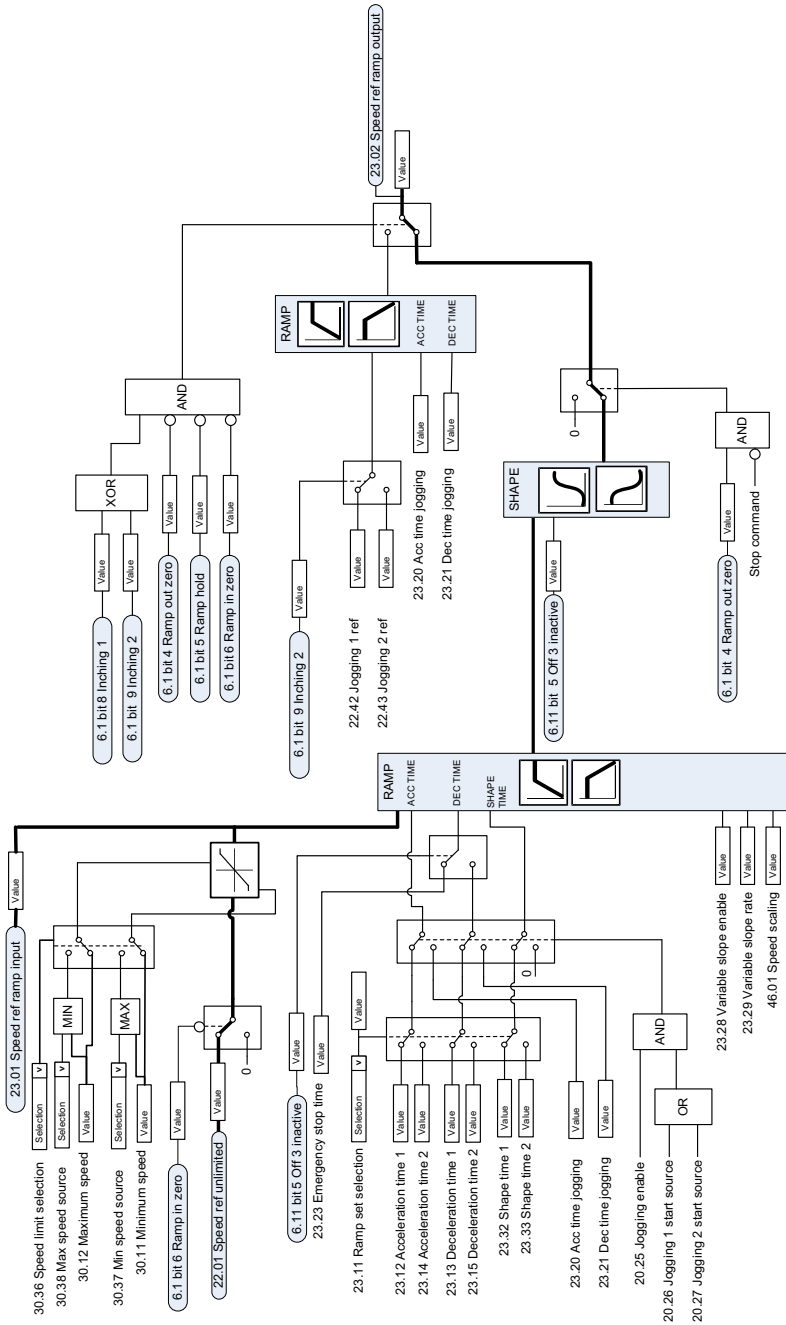 23.01 Speed ref ramp input
Value
30.36 Speed limit selection
Selection
v
30.38 Max speed source
Selection
v
MIN
30.12 Maximum speed
Value
30.37 Min speed source
Selection
v
MAX
30.11 Minimum speed
Value
6.1 bit 6 Ramp in zero
Value
22.01 Speed ref unlimited
Value
0
6.11 bit 5 Off 3 inactive
Value
23.23 Emergency stop time
Value
23.11 Ramp set selection
Selection
v
Value
23.12 Acceleration time 1
Value
23.14 Acceleration time 2
Value
23.13 Deceleration time 1
Value
23.15 Deceleration time 2
Value
23.32 Shape time 1
Value
23.33 Shape time 2
Value
0
23.20 Acc time jogging
Value
23.21 Dec time jogging
Value
20.25 Jogging enable
AND
20.26 Jogging 1 start source
OR
20.27 Jogging 2 start source
RAMP
ACC TIME
DEC TIME
SHAPE
TIME
23.28 Variable slope enable
Value
23.29 Variable slope rate
Value
46.01 Speed scaling
Value
6.1 bit 8 Inching 1
Value
6.1 bit 9 Inching 2
Value
XOR
6.1 bit 4 Ramp out zero
Value
6.1 bit 5 Ramp hold
Value
6.1 bit 6 Ramp in zero
Value
AND
6.1 bit 9 Inching 2
Value
22.42 Jogging 1 ref
Value
22.43 Jogging 2 ref
Value
23.20 Acc time jogging
Value
23.21 Dec time jogging
Value
RAMP
ACC TIME
DEC TIME
6.11 bit 5 Off 3 inactive
Value
SHAPE
0
6.1 bit 4 Ramp out zero
Value
AND
Stop command
23.02 Speed ref ramp output
Value